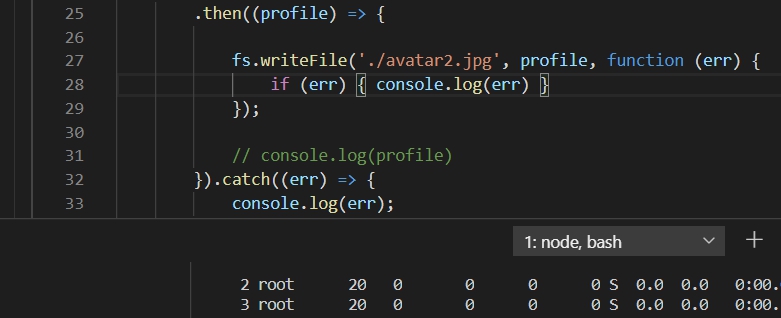 25 .then((profile) => {
26
27 fs.writeFile('./avatar2.jpg', profile, function (err) {
28 if (err) { console.log(err) }
29 });
30
31 // console.log(profile)
32 }).catch((err) => {
33 console.log(err);
1: node, bash
2 root 20 0 0 0 0 S 0.0 0.0 0:00.
3 root 20 0 0 0 0 S 0.0 0.0 0:00.